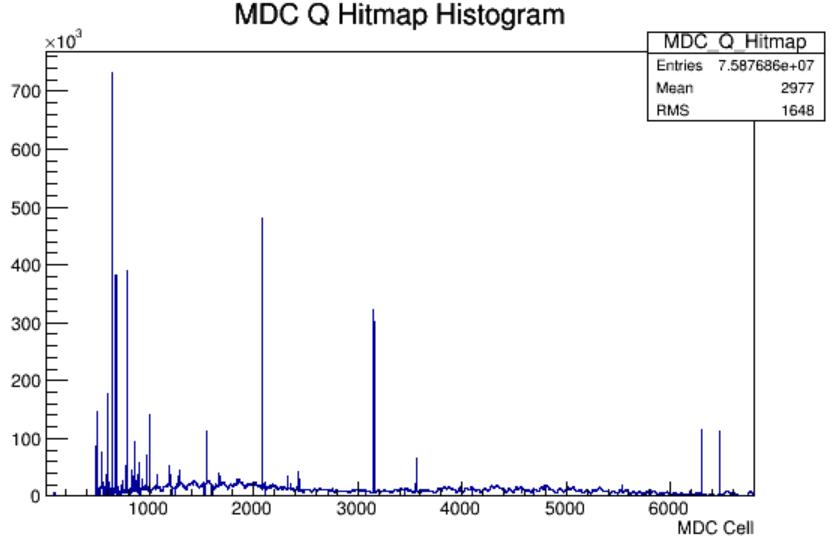 MDC Q Hitmap Histogram
×10³
MDC_Q_Hitmap
Entries 7.587686e+07
Mean 2977
RMS 1648
700
600
500
400
300
200
100
0
1000 2000 3000 4000 5000 6000
MDC Cell